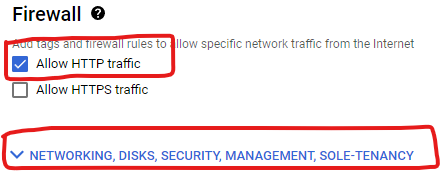 Firewall
Add tags and firewall rules to allow specific network traffic from the Internet
Allow HTTP traffic
Allow HTTPS traffic
NETWORKING, DISKS, SECURITY, MANAGEMENT, SOLE-TENANCY